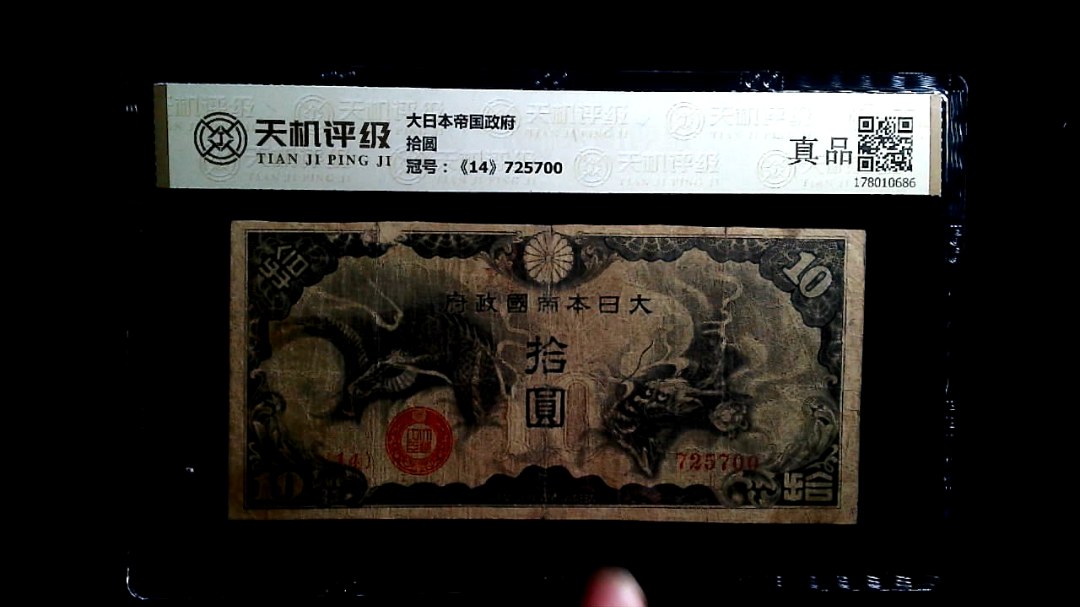 天机评级
TIAN JI PING JI
大日本帝国政府
拾圆
冠号：《14》725700
真品
178010686
拾
10
府政國帝本日大
拾
圓
14
725700
10
拾